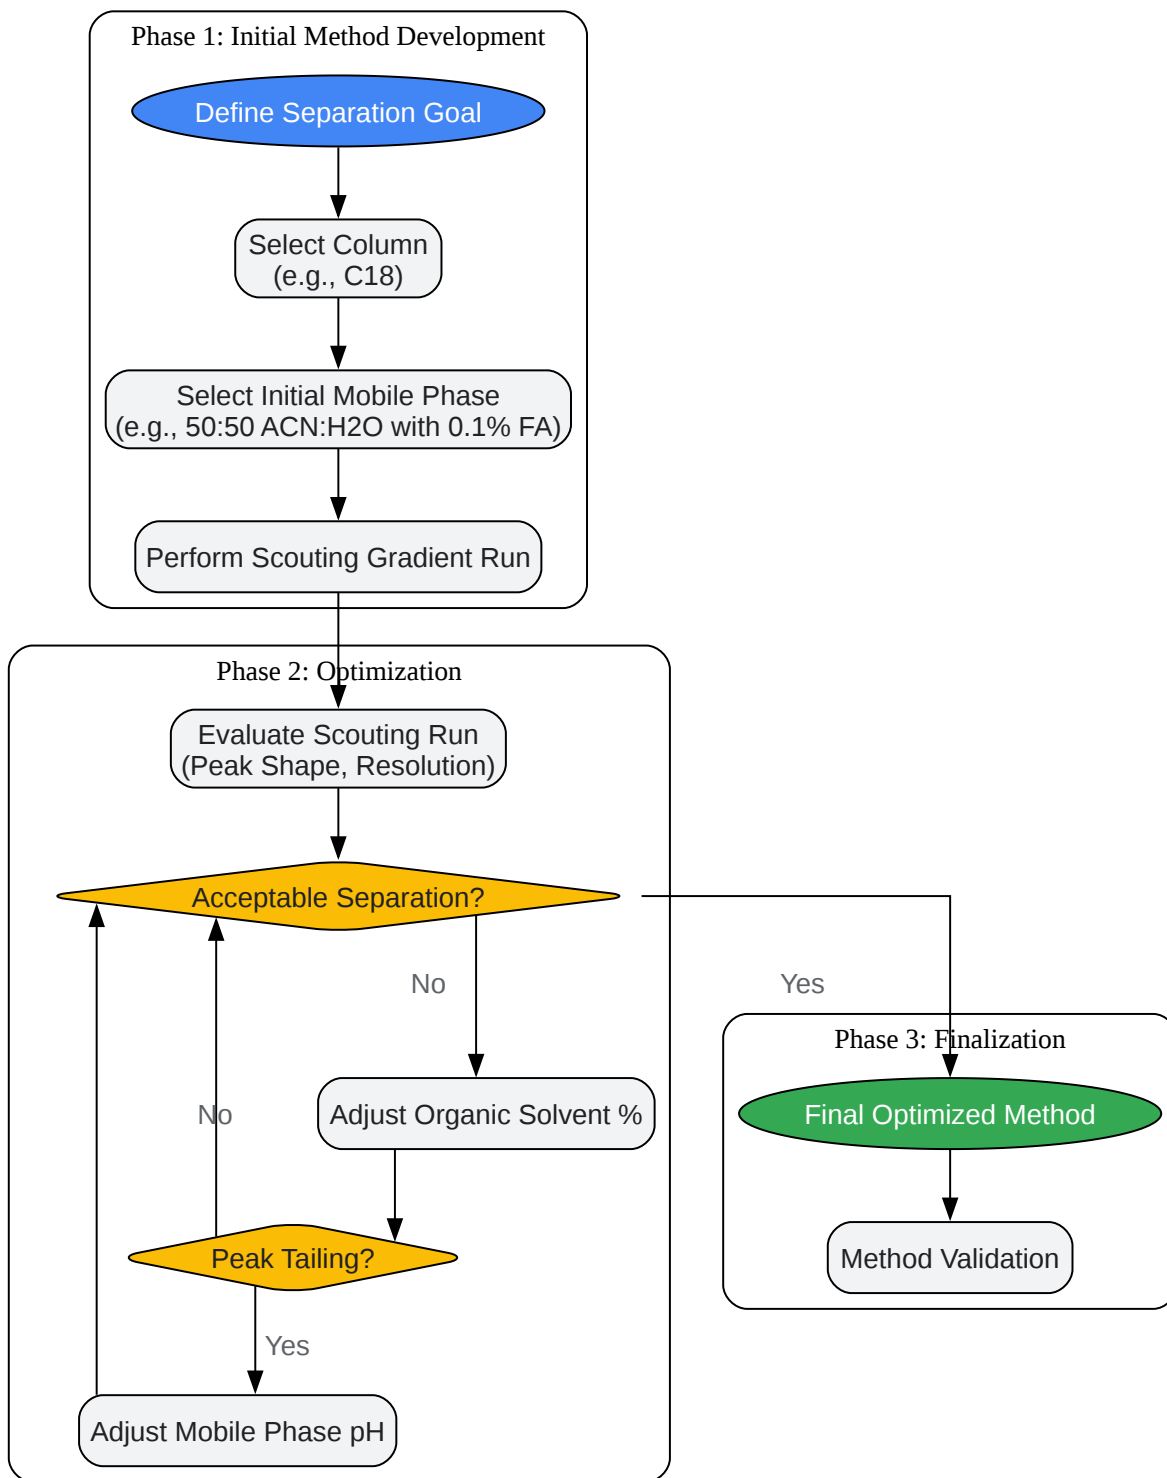 Phase 1: Initial Method Development
Define Separation Goal
Select Column
(e.g., C18)
Select Initial Mobile Phase
(e.g., 50:50 ACN:H2O with 0.1% FA)
Perform Scouting Gradient Run
Phase 2: Optimization
Evaluate Scouting Run
(Peak Shape, Resolution)
Acceptable Separation?
No
Yes
Phase 3: Finalization
No
Adjust Organic Solvent %
Final Optimized Method
Peak Tailing?
Method Validation
Yes
Adjust Mobile Phase pH